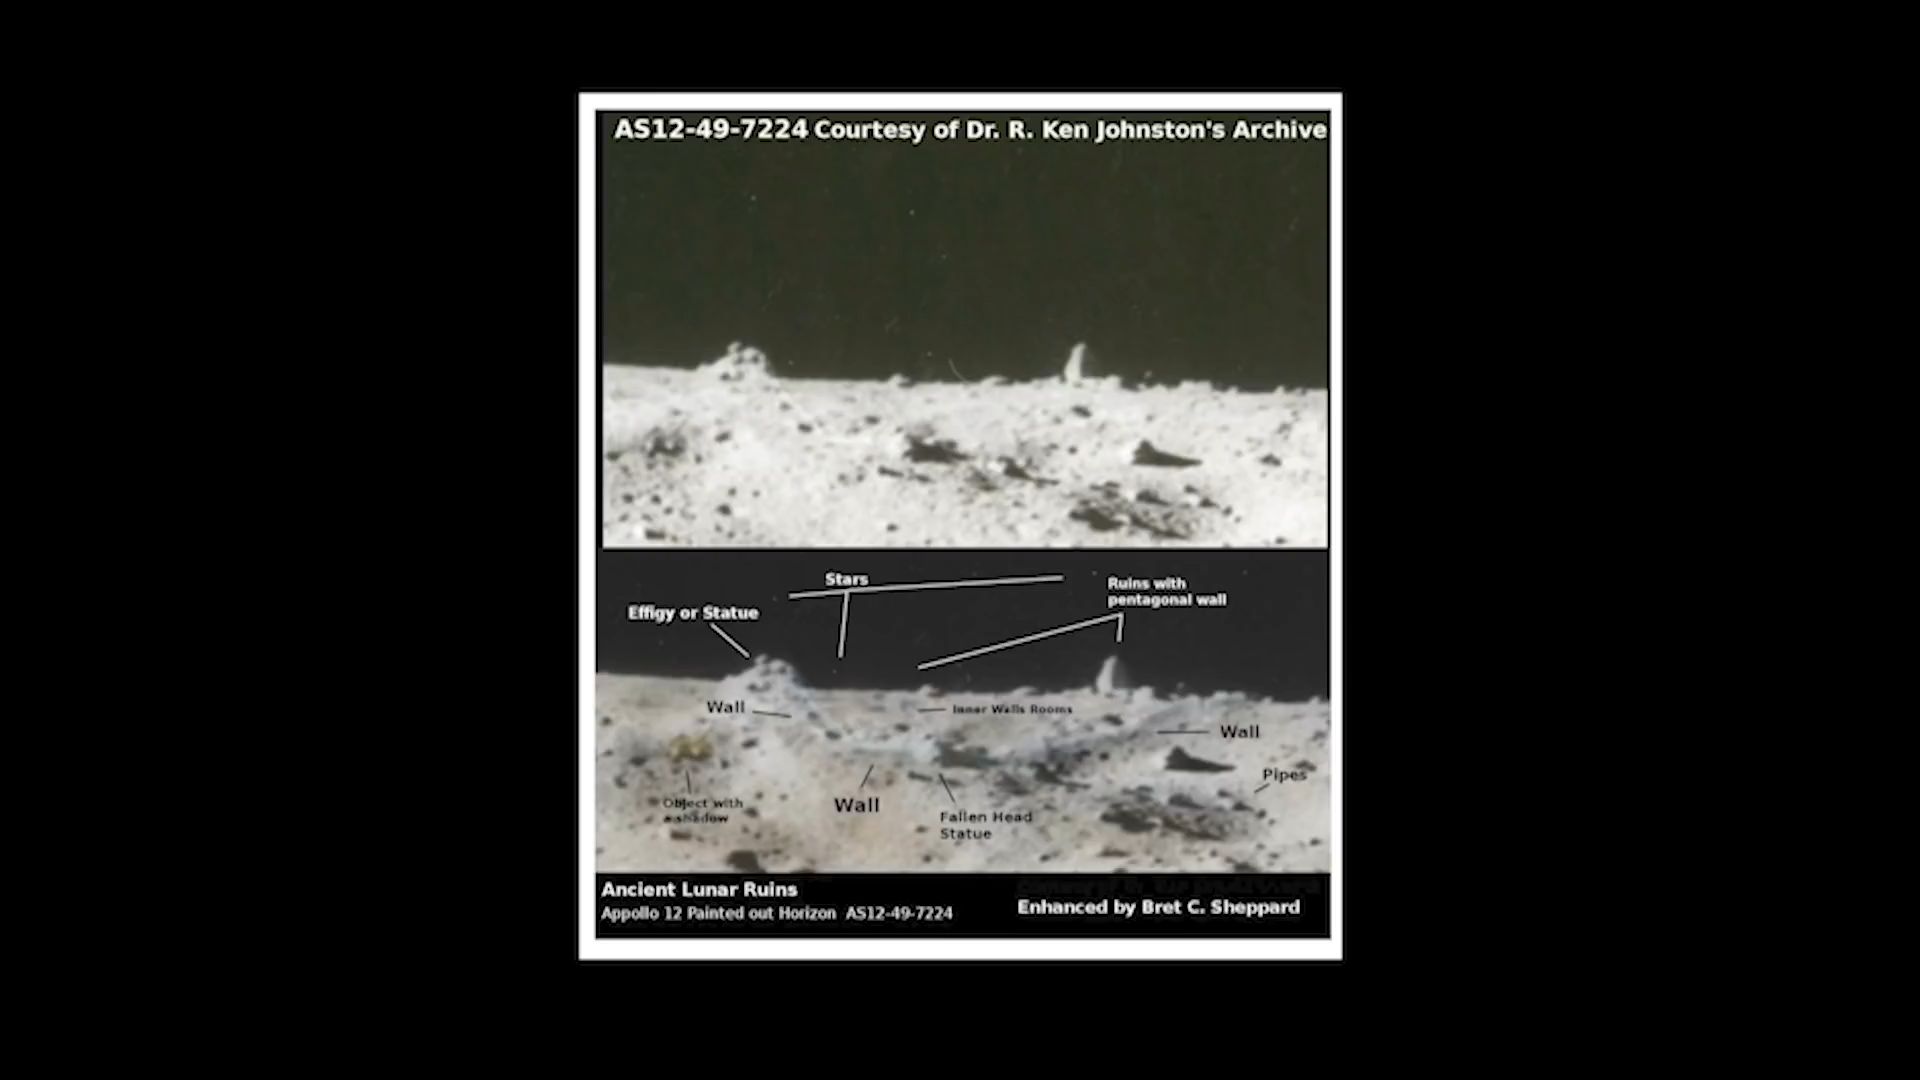 AS12-49-7224 Courtesy of Dr. R. Ken Johnston's Archive
Stars
Ruins with
pentagonal wall
Effigy or Statue
Wall
Inner Walls Rooms
Wall
Pipes
Object with
a shadow
Wall
Fallen Head
Statue
Ancient Lunar Ruins
Appollo 12 Painted out Horizon AS12-49-7224
Enhanced by Bret C. Sheppard